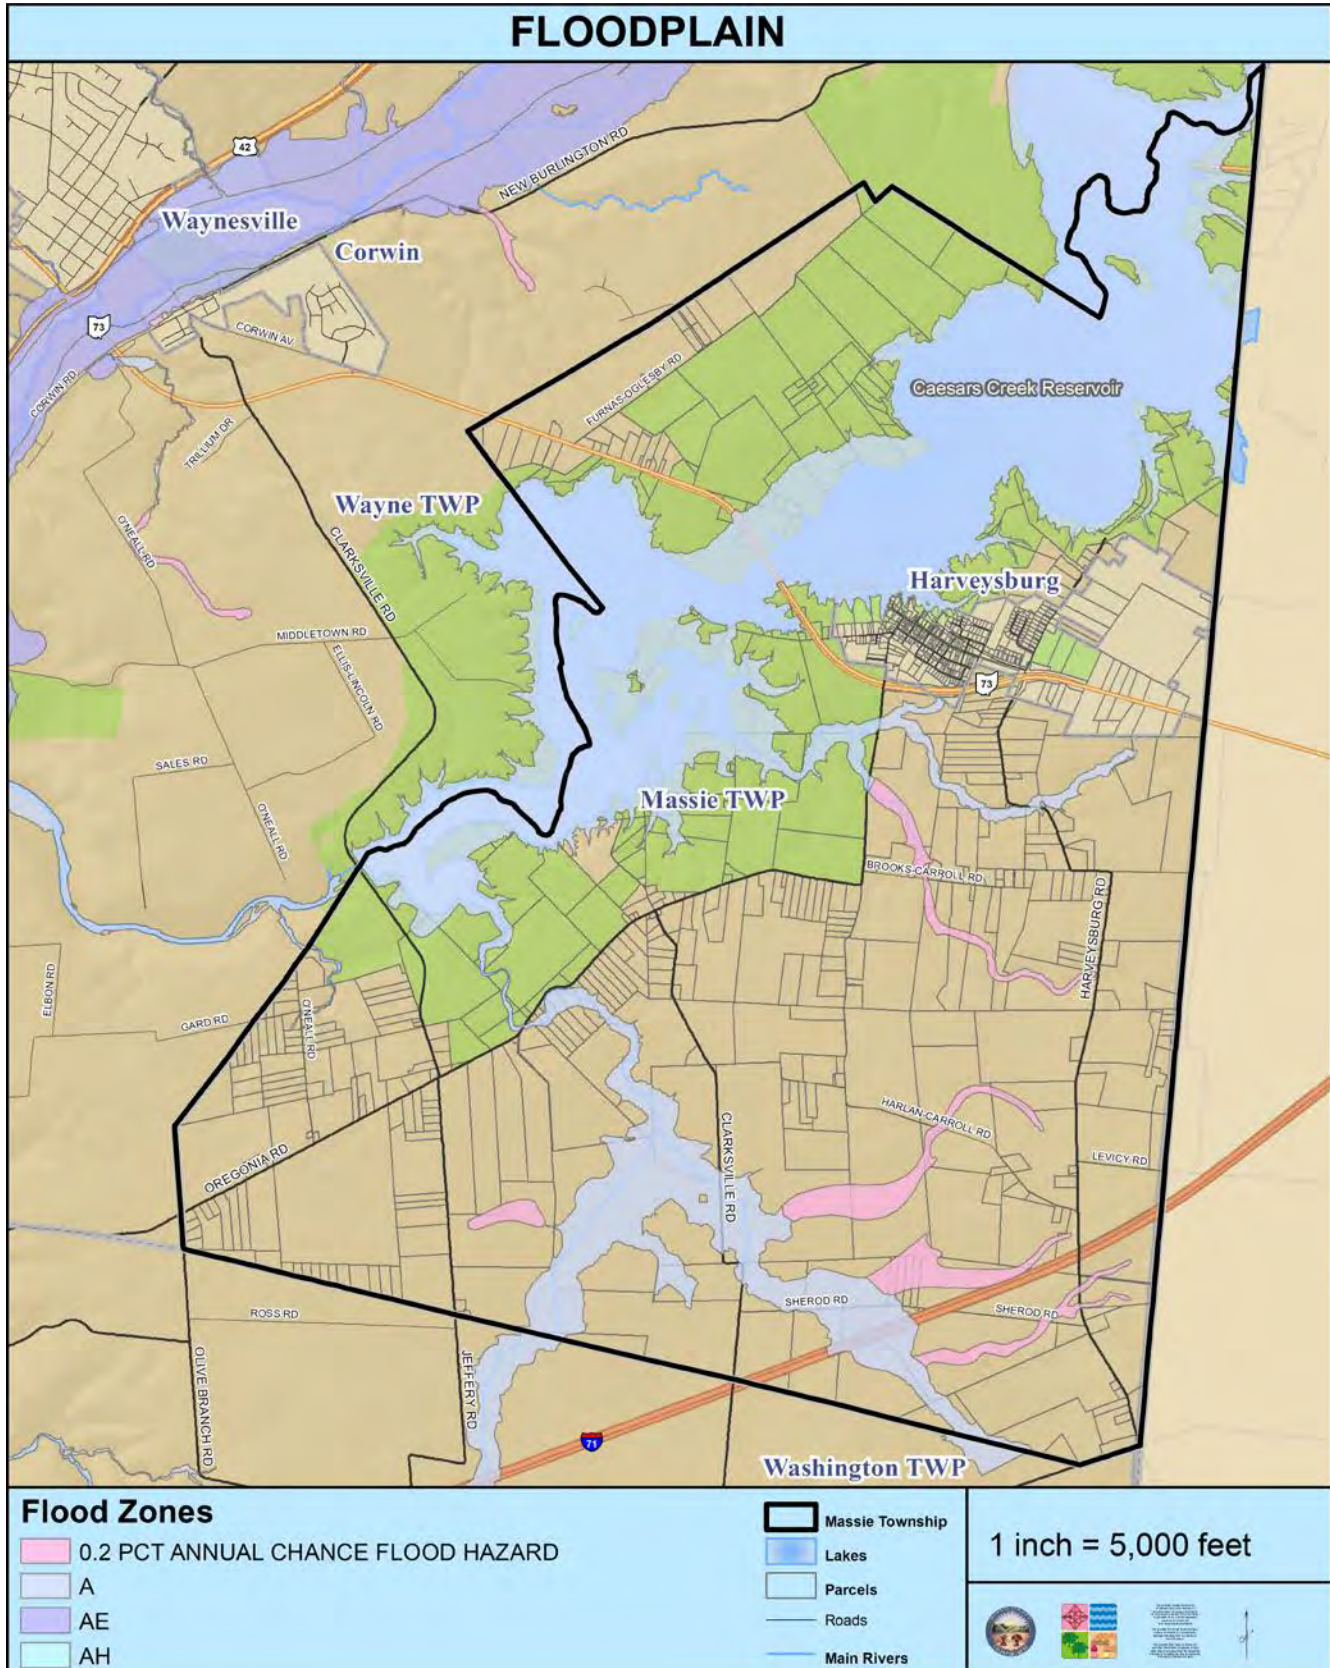 FLOODPLAIN
42
NEW BURLINGTON RD
Waynesville
Corwin
73
CORWIN AV
CORWIN RD
FURNAS-OGLESBY RD
Caesars Creek Reservoir
TRILLIUM DR
Wayne TWP
O'NEALL RD
CLARKSVILLE RD
Harveysburg
MIDDLETOWN RD
ELLIS-LINCOLN RD
73
SALES RD
O'NEALL RD
Massie TWP
BROOKS-CARROLL RD
HARVEYSBURG RD
ELBON RD
GARD RD
O'NEALL RD
HARLAN-CARROLL RD
CLARKSVILLE RD
LEVICY RD
OREGONIA RD
SHEROD RD
SHEROD RD
ROSS RD
OLIVE BRANCH RD
JEFFERY RD
71
Washington TWP
Flood Zones
0.2 PCT ANNUAL CHANCE FLOOD HAZARD
A
AE
AH
Massie Township
Lakes
Parcels
Roads
Main Rivers
1 inch = 5,000 feet